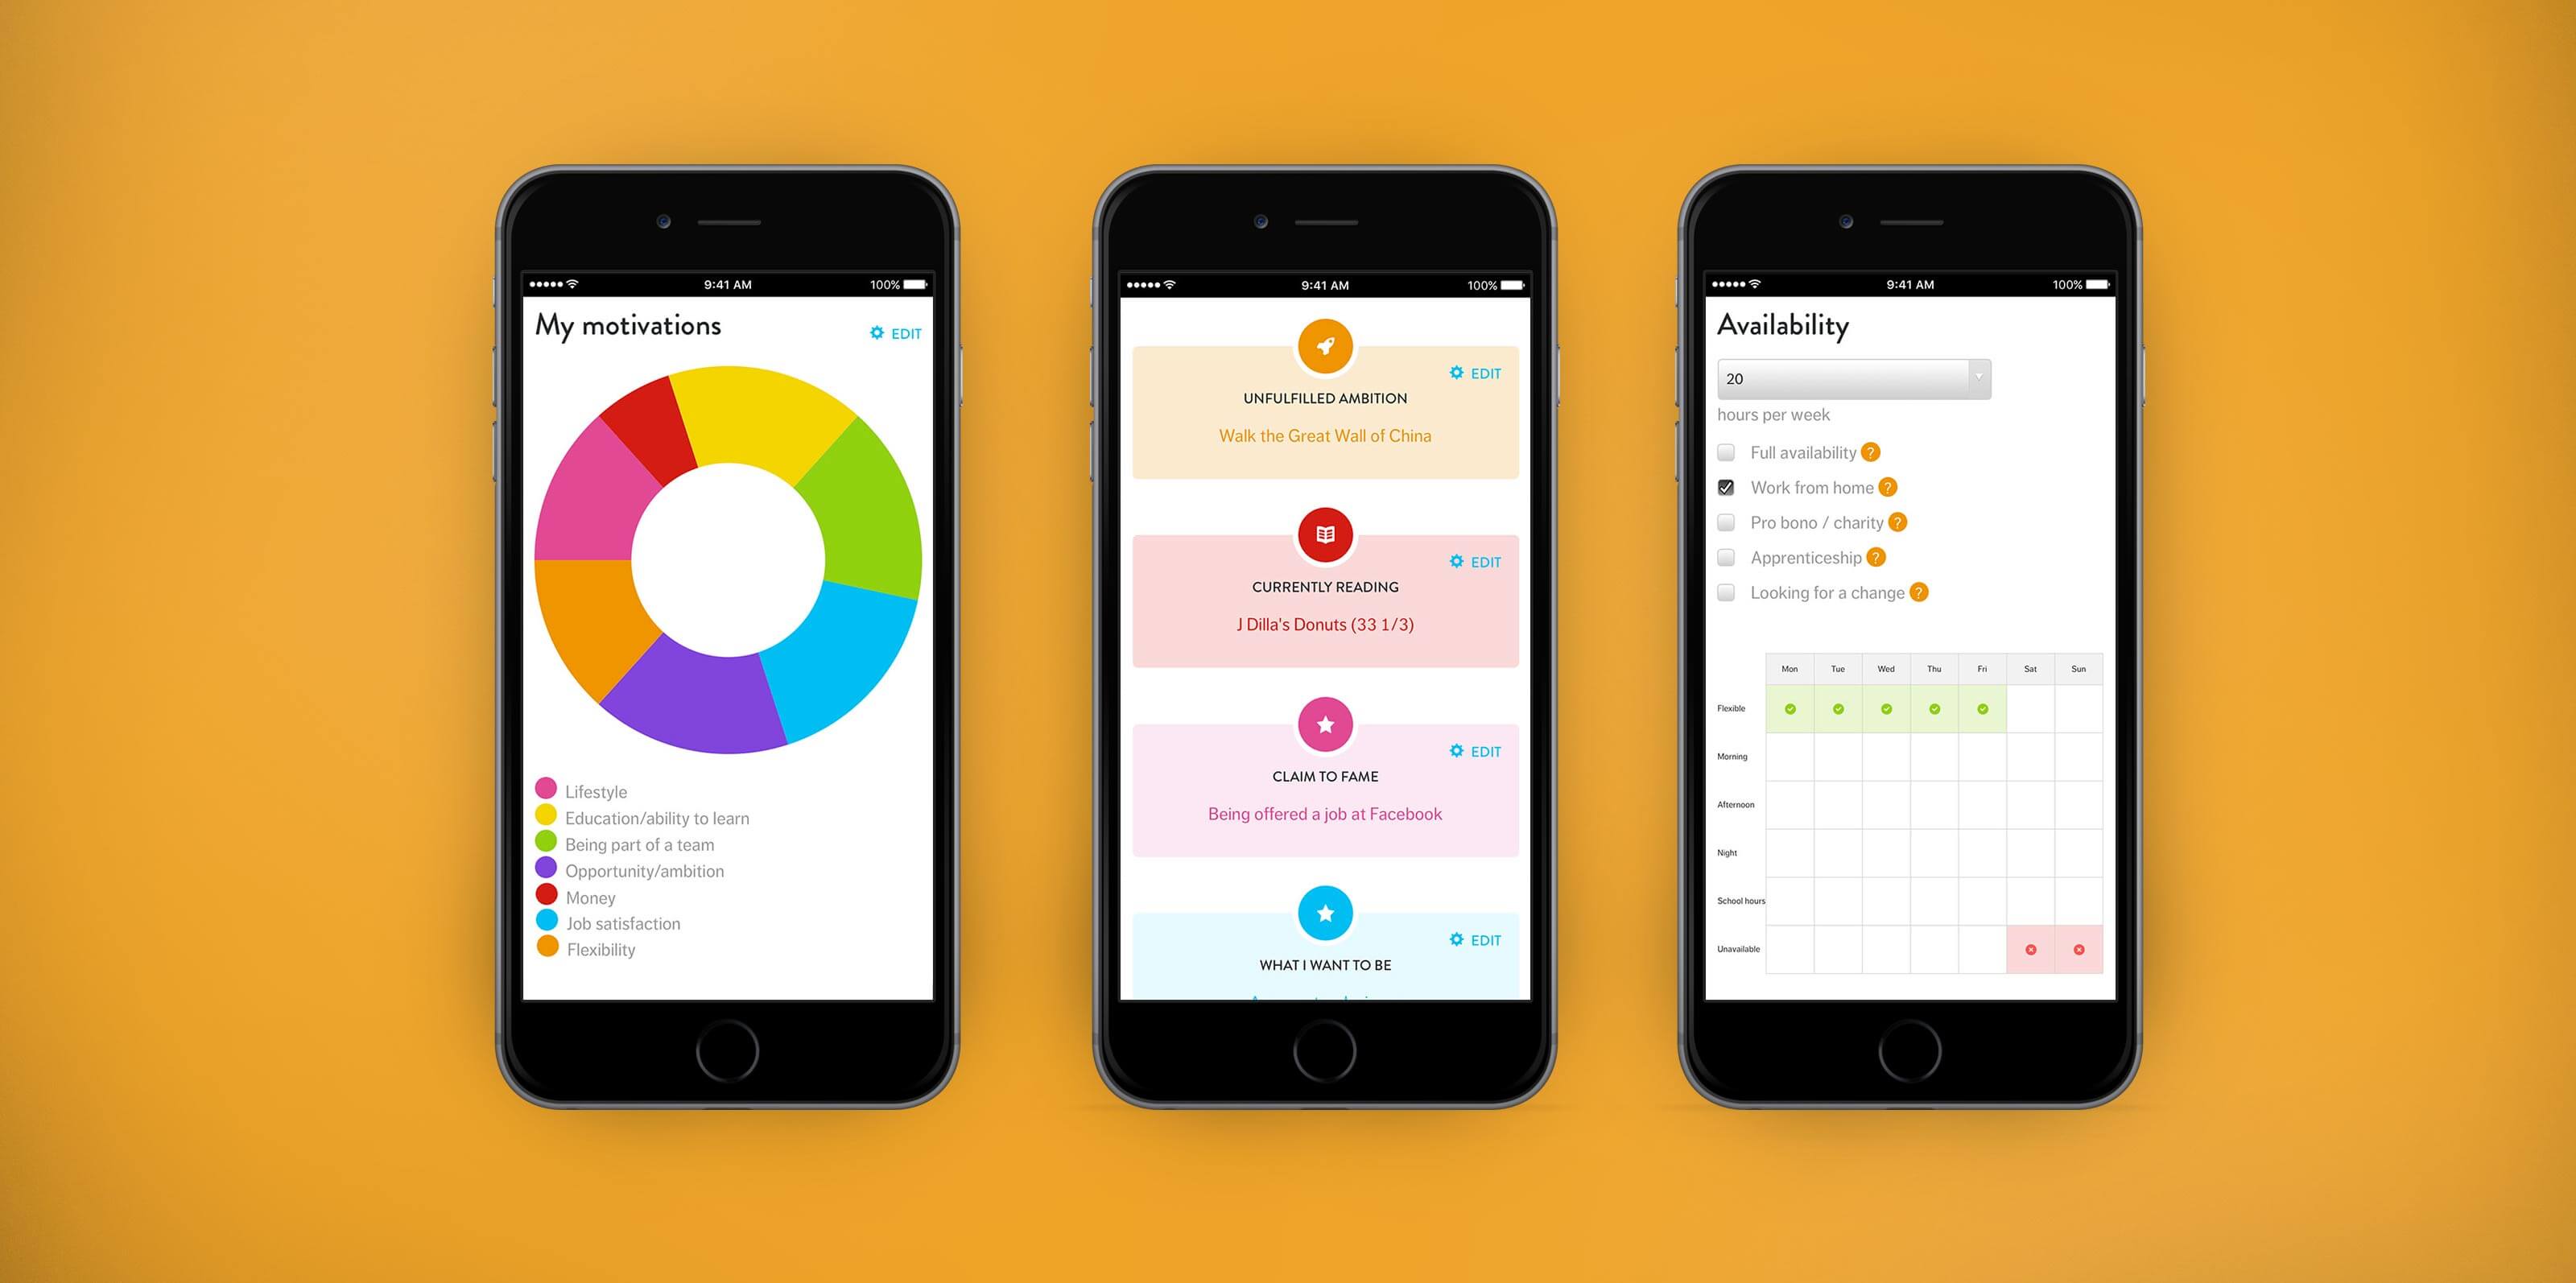 9:41 AM 100%
My motivations
EDIT
Lifestyle
Education/ability to learn
Being part of a team
Opportunity/ambition
Money
Job satisfaction
Flexibility
9:41 AM 100%
EDIT
UNFULFILLED AMBITION
Walk the Great Wall of China
EDIT
CURRENTLY READING
J Dilla's Donuts (33 1/3)
EDIT
CLAIM TO FAME
Being offered a job at Facebook
EDIT
WHAT I WANT TO BE
9:41 AM 100%
Availability
20
hours per week
Full availability ?
Work from home ?
Pro bono / charity ?
Apprenticeship ?
Looking for a change ?
Mon Tue Wed Thu Fri Sat Sun
Flexible
Morning
Afternoon
Night
School hours
Unavailable